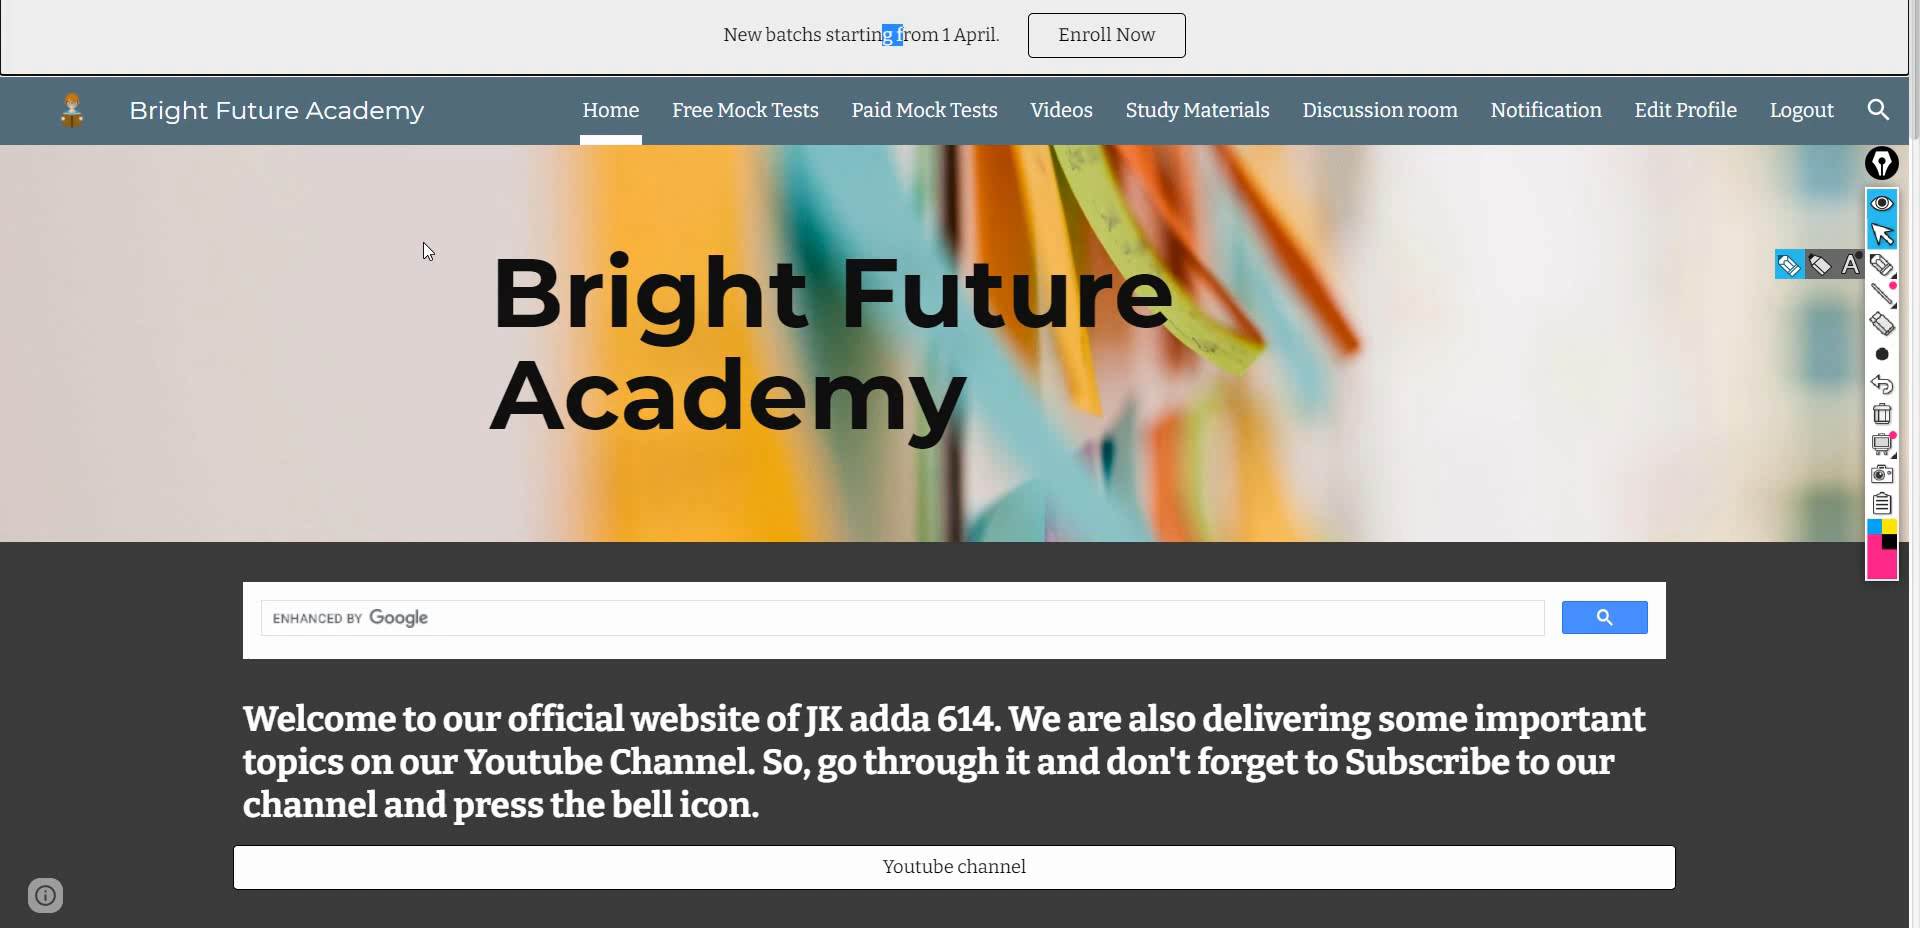 New batchs starting from 1 April.
Enroll Now
Bright Future Academy
Home
Free Mock Tests
Paid Mock Tests
Videos
Study Materials
Discussion room
Notification
Edit Profile
Logout
A
Bright Future
Academy
ENHANCED BY Google
Welcome to our official website of JK adda 614. We are also delivering some important
topics on our Youtube Channel. So, go through it and don't forget to Subscribe to our
channel and press the bell icon.
Youtube channel